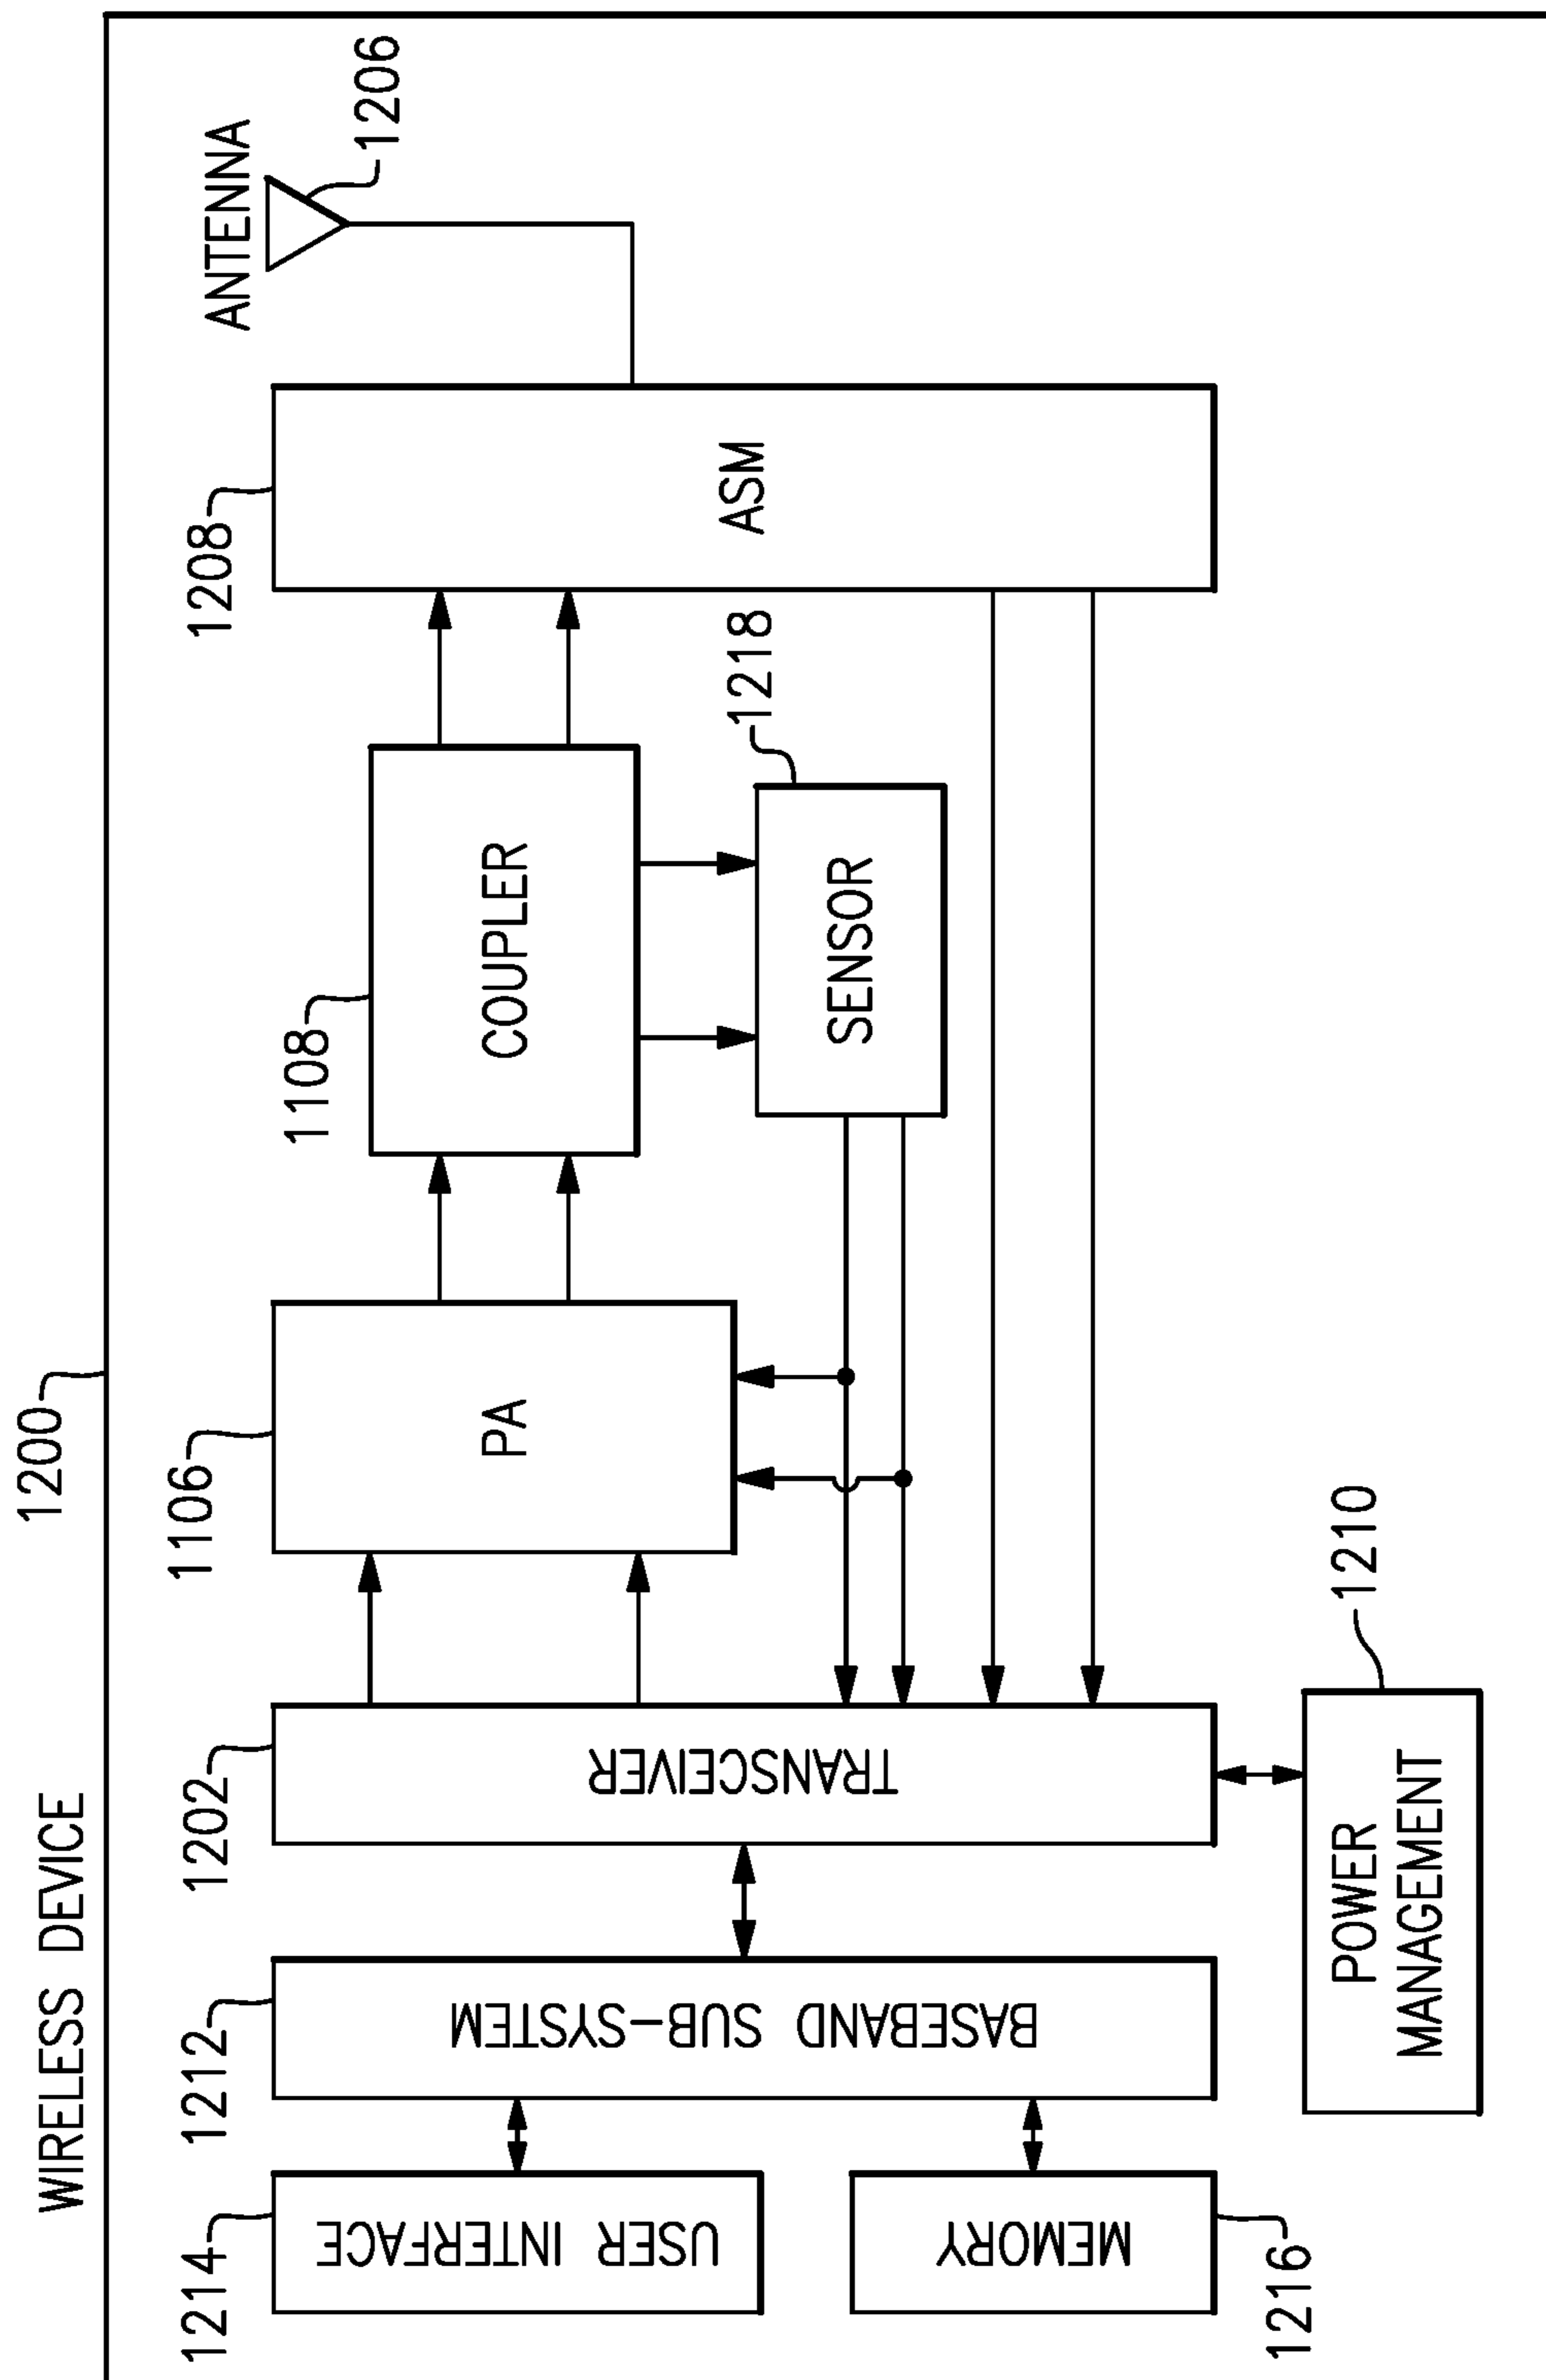 WIRELESS DEVICE
1200
1214
USER INTERFACE
1216
MEMORY
1212
BASEBAND SUB-SYSTEM
1202
TRANSCEIVER
1210
POWER
MANAGEMENT
1106
PA
1108
COUPLER
1218
SENSOR
1208
ASM
ANTENNA
1206